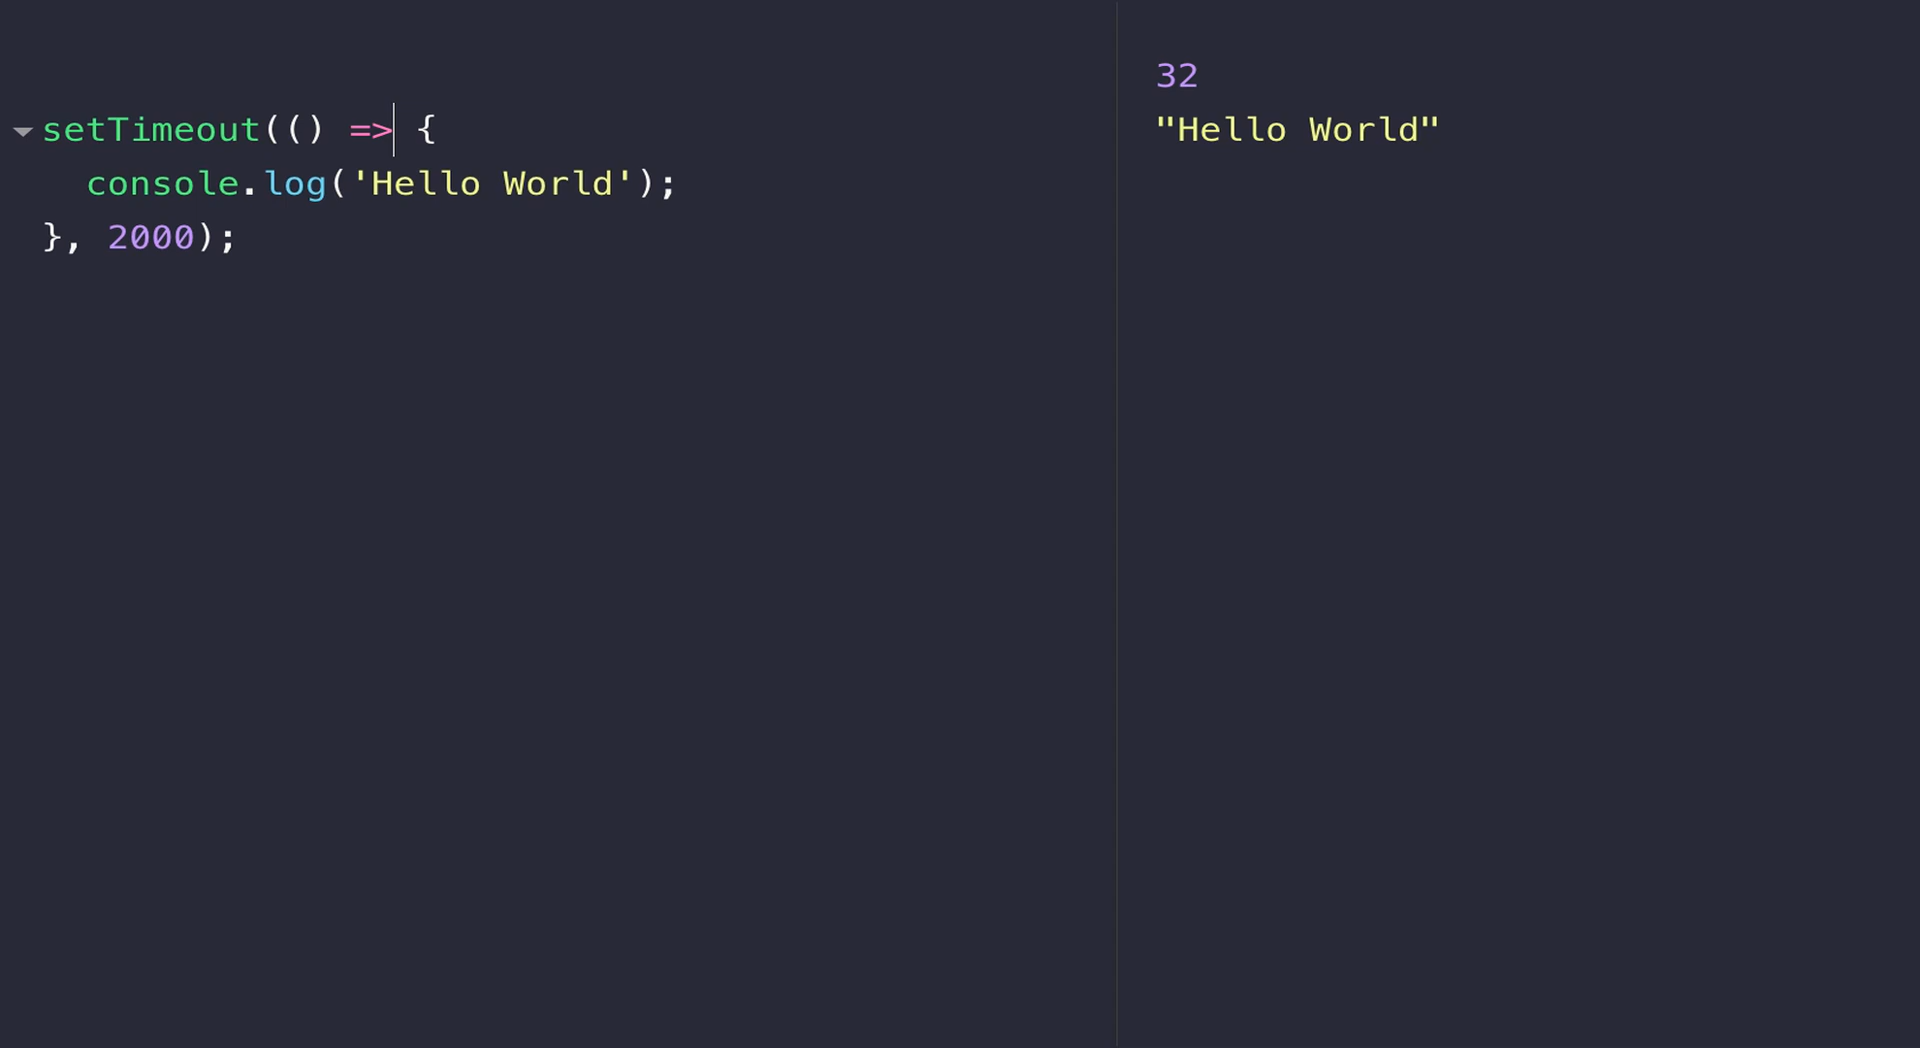 32
setTimeout(() => {
"Hello World"
console.log('Hello World');
}, 2000);